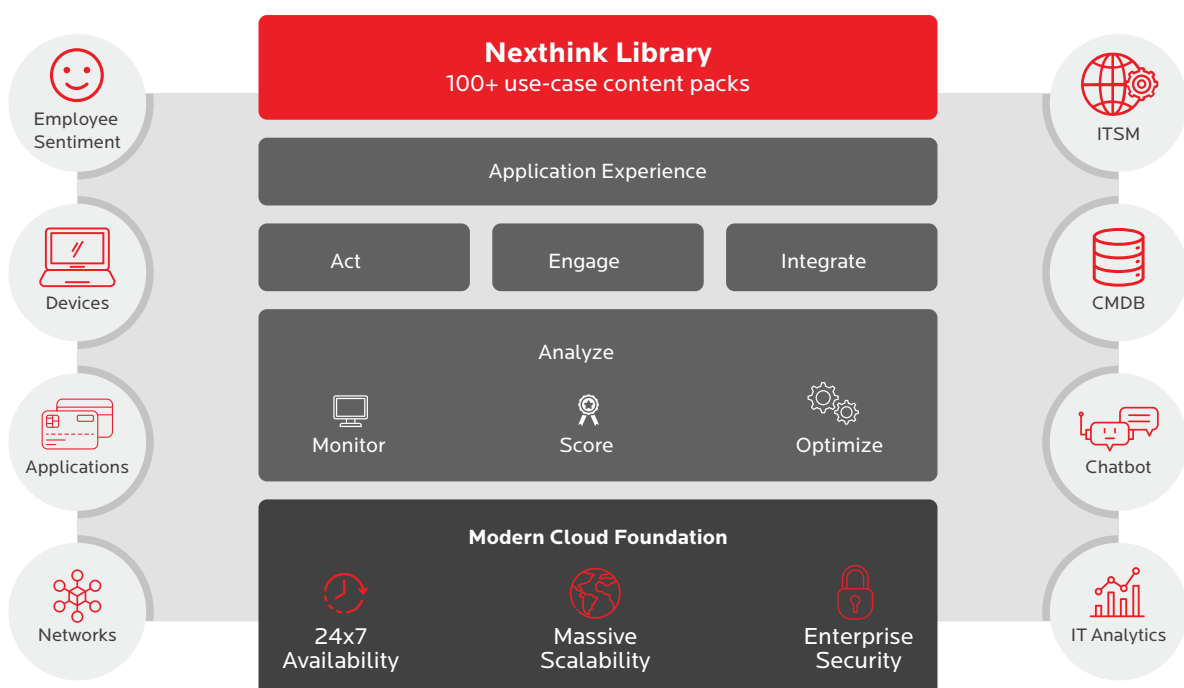 Nexthink Library
100+ use-case content packs
Employee
Sentiment
Devices
Applications
Networks
Application Experience
Act
Engage
Integrate
Analyze
Monitor
Score
Optimize
Modern Cloud Foundation
24x7
Availability
Massive
Scalability
Enterprise
Security
ITSM
CMDB
Chatbot
IT Analytics